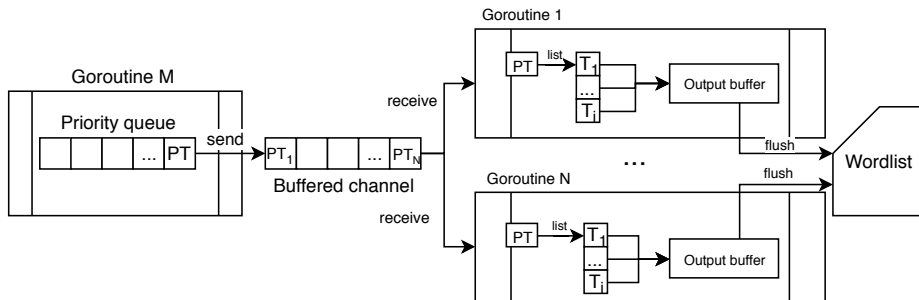 Goroutine M
Priority queue
... PT
send
PT1 ... PTN
Buffered channel
receive
receive
Goroutine 1
PT
list
T1
...
Ti
Output buffer
flush
...
Wordlist
flush
Goroutine N
PT
list
T1
...
Ti
Output buffer